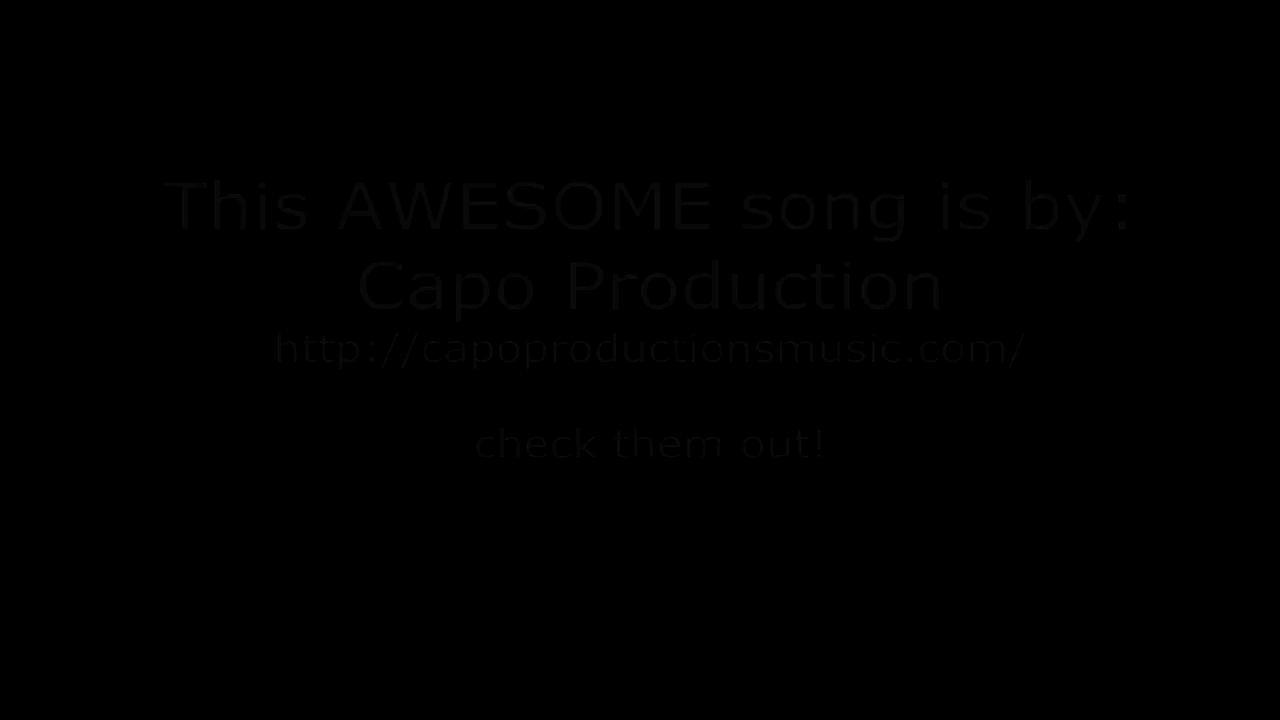 This AWESOME song is by:
Capo Production
http://capoproductionsmusic.com/
check them out!